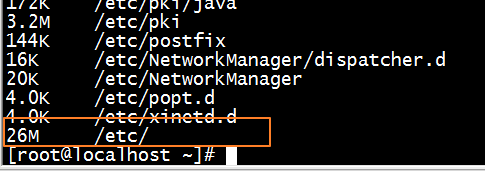 172K /etc/pki/java
3.2M /etc/pki
144K /etc/postfix
16K /etc/NetworkManager/dispatcher.d
20K /etc/NetworkManager
4.0K /etc/popt.d
4.0K /etc/xinetd.d
26M /etc/
[root@localhost ~]#